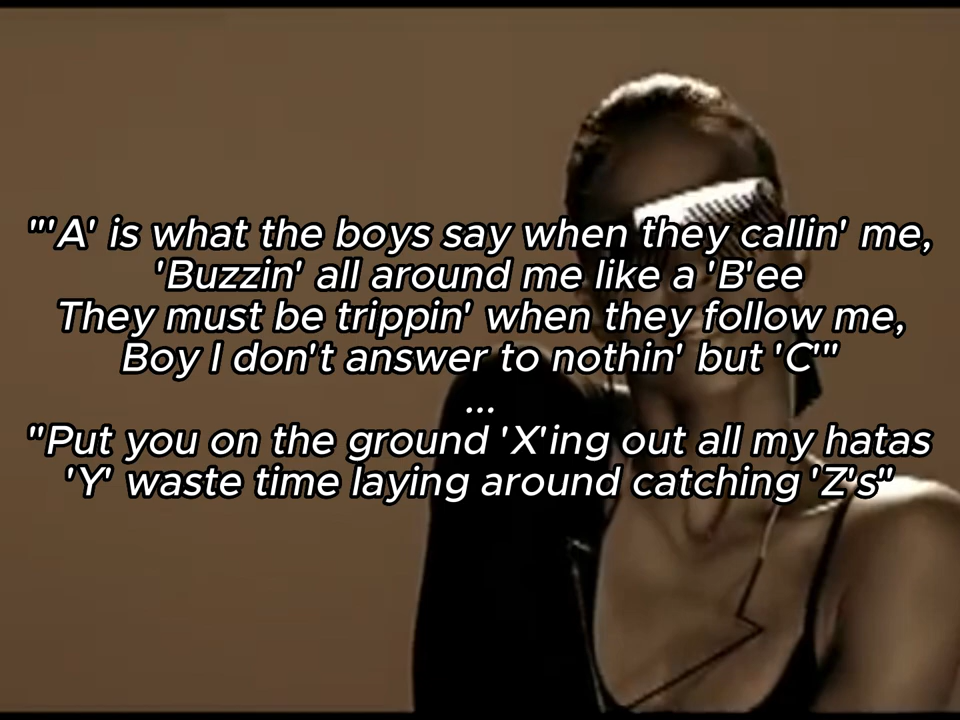 "'A' is what the boys say when they callin' me,
'Buzzin' all around me like a 'B'ee
They must be trippin' when they follow me,
Boy I don't answer to nothin' but 'C'"
...
"Put you on the ground 'X'ing out all my hatas
'Y' waste time laying around catching 'Z's"